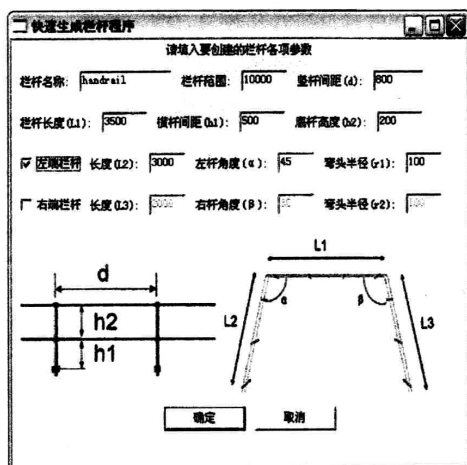 快速生成栏杆程序
请填入要创建的栏杆各项参数
栏杆名称: handrail 栏杆范围: 10000 竖杆间距(d): 800
栏杆长度(L1): 3500 横杆间距(h1): 500 底杆高度(h2): 200
左端栏杆 长度(L2): 3000 左杆角度(α): 45 弯头半径(r1): 100
右端栏杆 长度(L3): 右杆角度(β): 弯头半径(r2): 100
L1
d
α
β
h2
L2
L3
h1
确定 取消